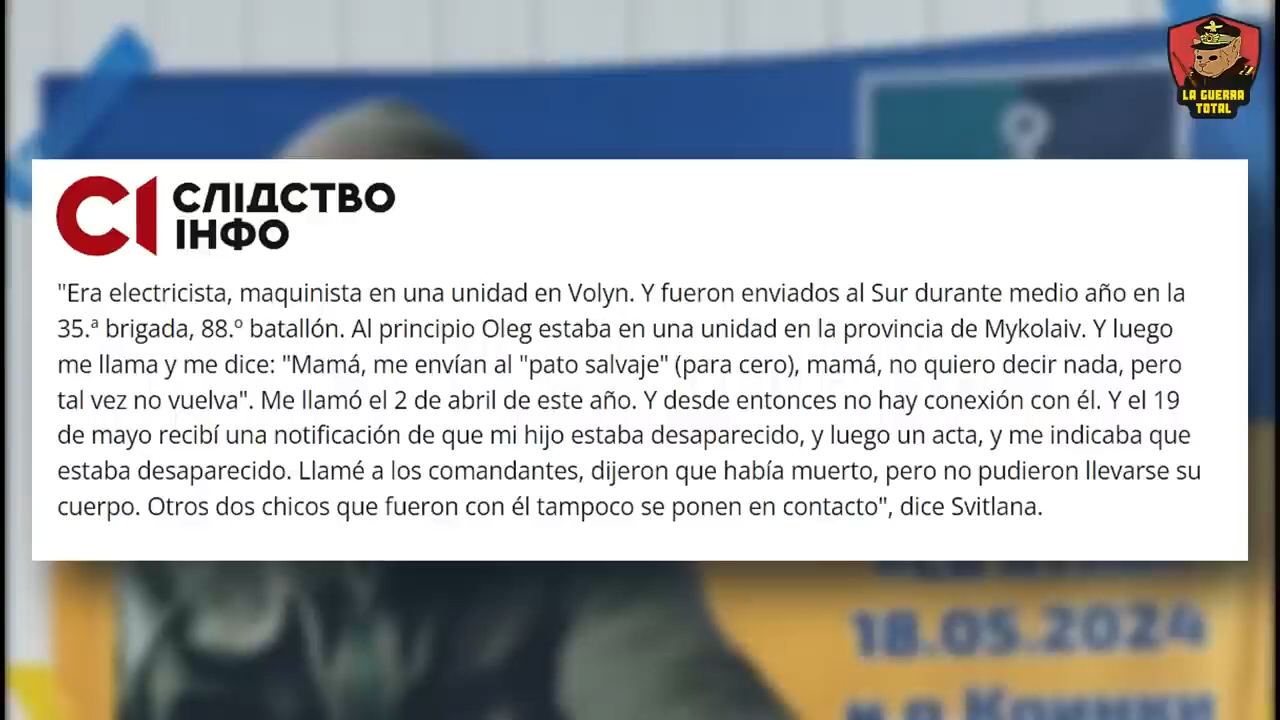 LA GUERRA
TOTAL
СЛІДСТВО
ІНФО
"Era electricista, maquinista en una unidad en Volyn. Y fueron enviados al Sur durante medio año en la
35.ª brigada, 88.º batallón. Al principio Oleg estaba en una unidad en la provincia de Mykolaiv. Y luego
me llama y me dice: "Mamá, me envían al "pato salvaje" (para cero), mamá, no quiero decir nada, pero
tal vez no vuelva". Me llamó el 2 de abril de este año. Y desde entonces no hay conexión con él. Y el 19
de mayo recibí una notificación de que mi hijo estaba desaparecido, y luego un acta, y me indicaba que
estaba desaparecido. Llamé a los comandantes, dijeron que había muerto, pero no pudieron llevarse su
cuerpo. Otros dos chicos que fueron con él tampoco se ponen en contacto", dice Svitlana.
18.05.2024
н.п Кринки